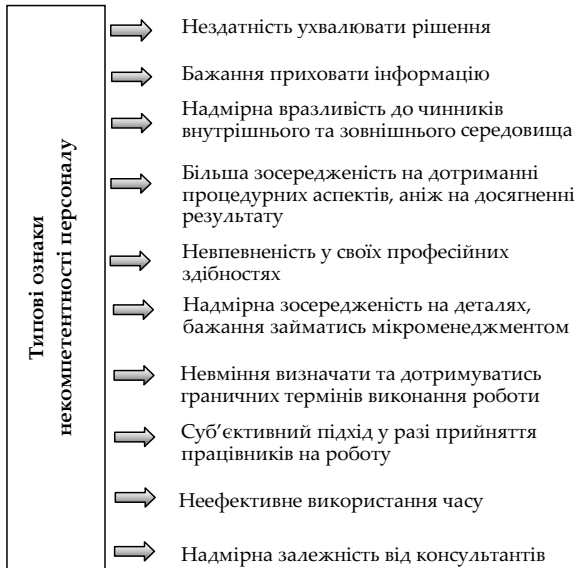 Типові ознаки
некомпетентності персоналу
Нездатність ухвалювати рішення
Бажання приховати інформацію
Надмірна вразливість до чинників
внутрішнього та зовнішнього середовища
Більша зосередженість на дотриманні
процедурних аспектів, аніж на досягненні
результату
Невпевненість у своїх професійних
здібностях
Надмірна зосередженість на деталях,
бажання займатись мікроменеджментом
Невміння визначати та дотримуватись
граничних термінів виконання роботи
Суб’єктивний підхід у разі прийняття
працівників на роботу
Неефективне використання часу
Надмірна залежність від консультантів